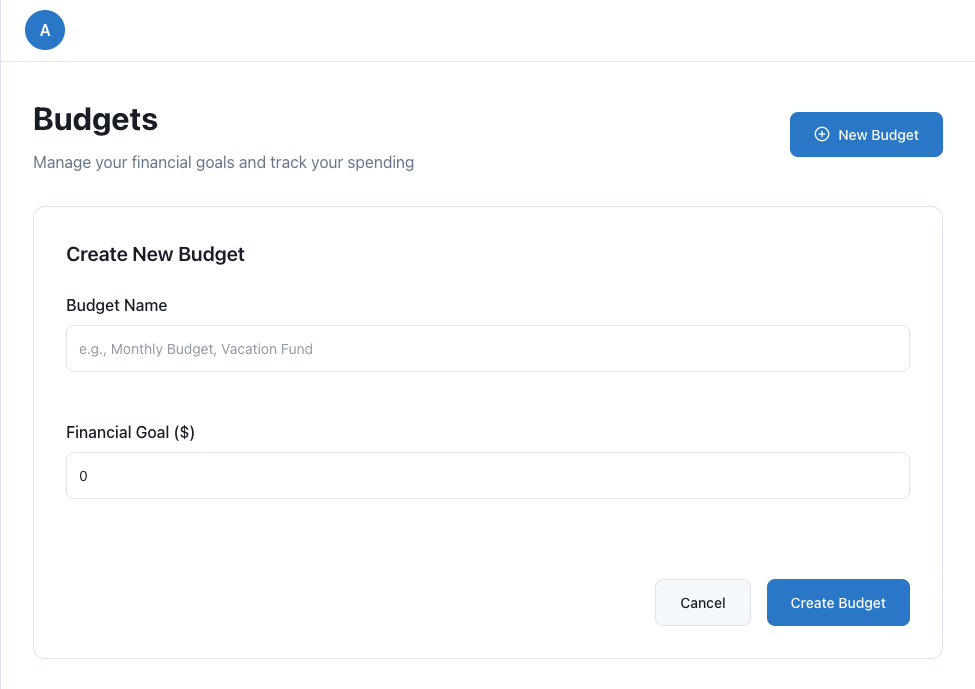 A
Budgets
Manage your financial goals and track your spending
New Budget
Create New Budget
Budget Name
e.g., Monthly Budget, Vacation Fund
Financial Goal ($)
0
Cancel
Create Budget